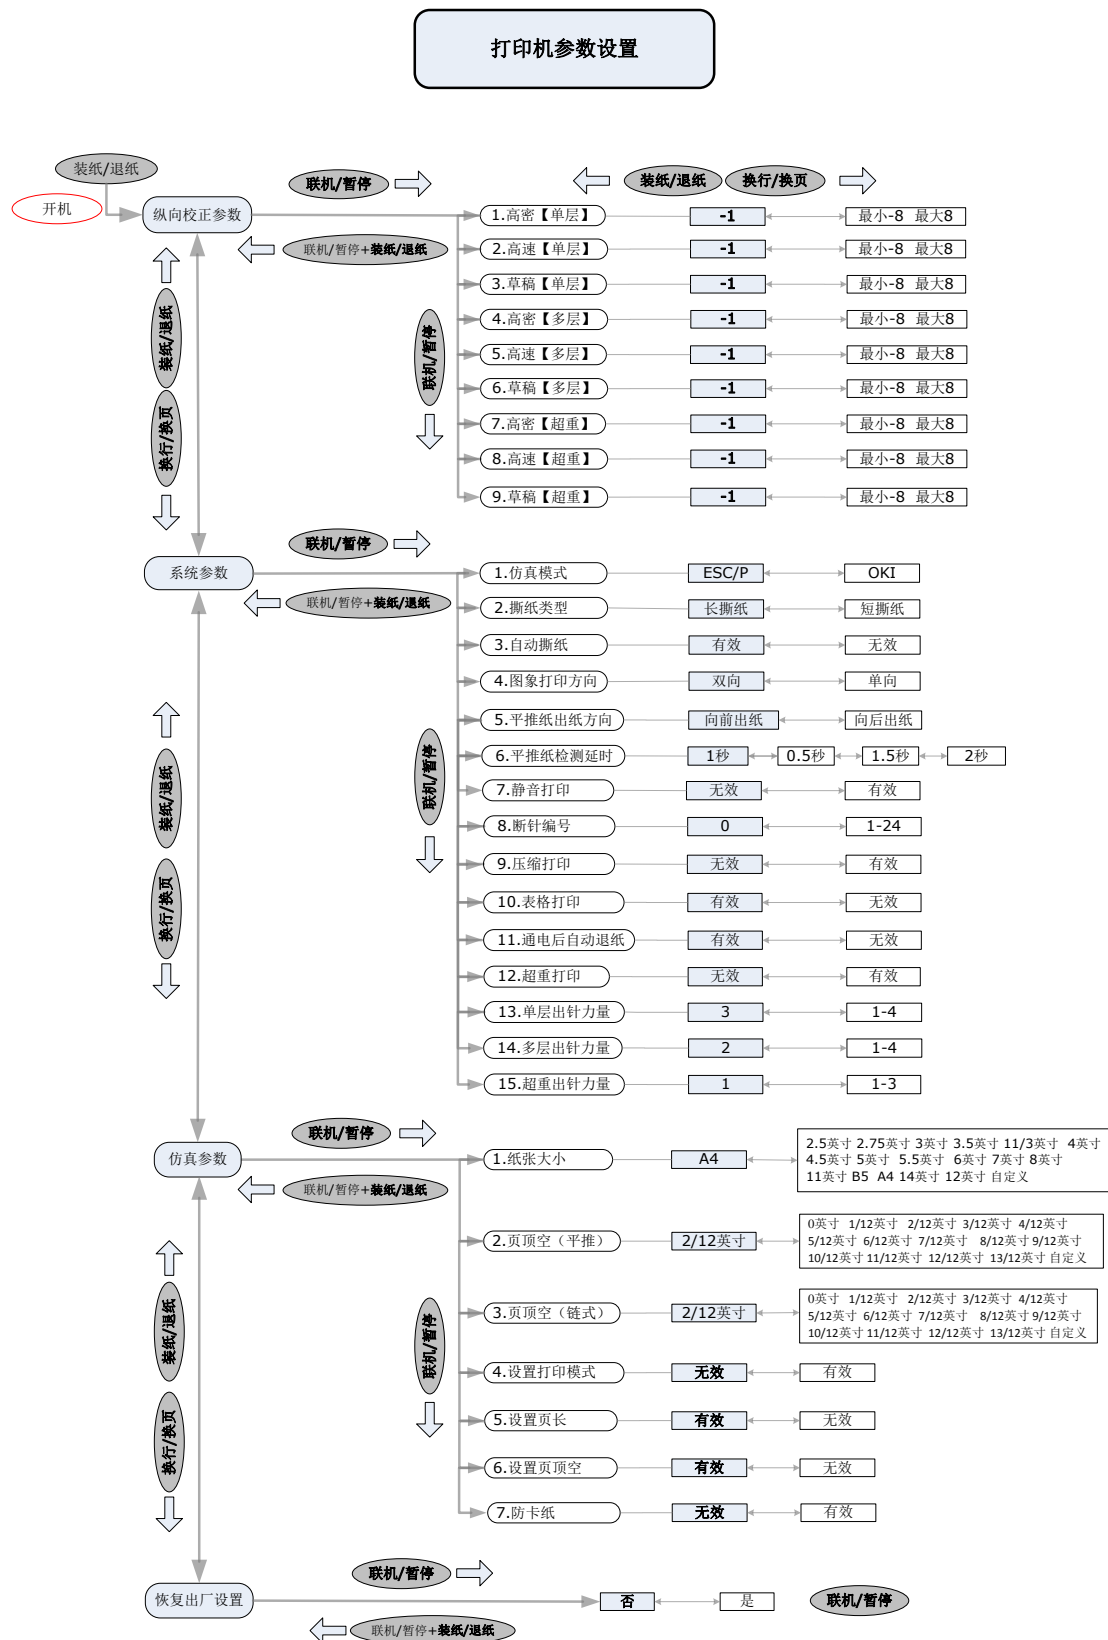 打印机参数设置
装纸/退纸
开机
纵向校正参数
联机/暂停
联机/暂停+装纸/退纸
装纸/退纸 换行/换页
装纸/退纸
换行/换页
联机/暂停
1.高密【单层】 -1 最小-8 最大8
2.高速【单层】 -1 最小-8 最大8
3.草稿【单层】 -1 最小-8 最大8
4.高密【多层】 -1 最小-8 最大8
5.高速【多层】 -1 最小-8 最大8
6.草稿【多层】 -1 最小-8 最大8
7.高密【超重】 -1 最小-8 最大8
8.高速【超重】 -1 最小-8 最大8
9.草稿【超重】 -1 最小-8 最大8
联机/暂停
系统参数
联机/暂停+装纸/退纸
装纸/退纸
换行/换页
联机/暂停
1.仿真模式 ESC/P OKI
2.撕纸类型 长撕纸 短撕纸
3.自动撕纸 有效 无效
4.图象打印方向 双向 单向
5.平推纸出纸方向 向前出纸 向后出纸
6.平推纸检测延时 1秒 0.5秒 1.5秒 2秒
7.静音打印 无效 有效
8.断针编号 0 1-24
9.压缩打印 无效 有效
10.表格打印 有效 无效
11.通电后自动退纸 有效 无效
12.超重打印 无效 有效
13.单层出针力量 3 1-4
14.多层出针力量 2 1-4
15.超重出针力量 1 1-3
联机/暂停
仿真参数
联机/暂停+装纸/退纸
装纸/退纸
换行/换页
联机/暂停
1.纸张大小 A4
2.5英寸 2.75英寸 3英寸 3.5英寸 11/3英寸 4英寸
4.5英寸 5英寸 5.5英寸 6英寸 7英寸 8英寸
11英寸 B5 A4 14英寸 12英寸 自定义
2.页顶空（平推） 2/12英寸
0英寸 1/12英寸 2/12英寸 3/12英寸 4/12英寸
5/12英寸 6/12英寸 7/12英寸 8/12英寸 9/12英寸
10/12英寸 11/12英寸 12/12英寸 13/12英寸 自定义
3.页顶空（链式） 2/12英寸
0英寸 1/12英寸 2/12英寸 3/12英寸 4/12英寸
5/12英寸 6/12英寸 7/12英寸 8/12英寸 9/12英寸
10/12英寸 11/12英寸 12/12英寸 13/12英寸 自定义
4.设置打印模式 无效 有效
5.设置页长 有效 无效
6.设置页顶空 有效 无效
7.防卡纸 无效 有效
联机/暂停
恢复出厂设置 否 是 联机/暂停
联机/暂停+装纸/退纸